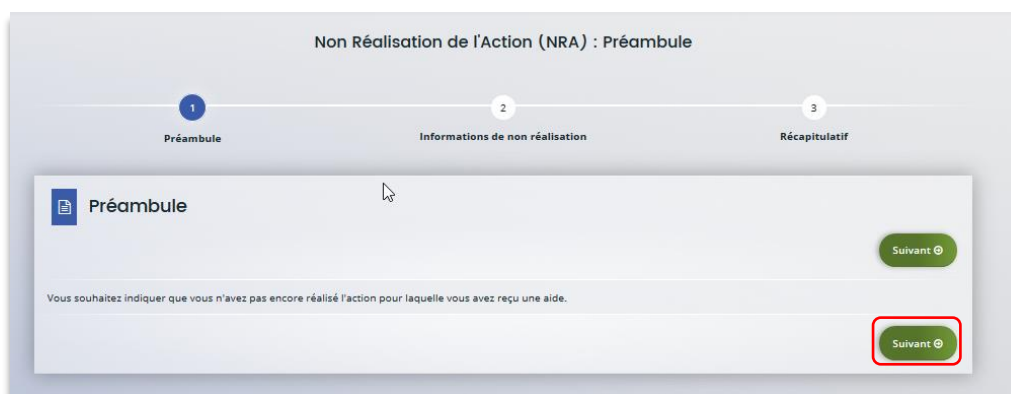 Non Réalisation de l'Action (NRA) : Préambule
1
2
3
Préambule
Informations de non réalisation
Récapitulatif
Préambule
Suivant
Vous souhaitez indiquer que vous n'avez pas encore réalisé l'action pour laquelle vous avez reçu une aide.
Suivant